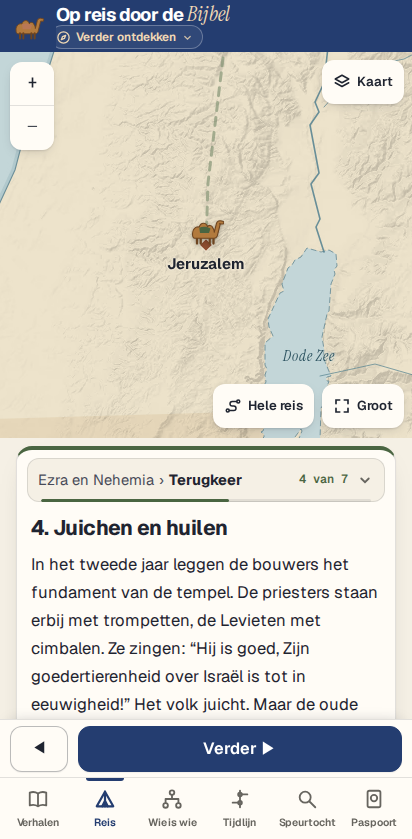 Op reis door de Bijbel
Verder ontdekken
+
Kaart
–
Jeruzalem
Dode Zee
Hele reis
Groot
Ezra en Nehemia › Terugkeer
4 van 7
4. Juichen en huilen
In het tweede jaar leggen de bouwers het
fundament van de tempel. De priesters staan
erbij met trompetten, de Levieten met
cimbalen. Ze zingen: “Hij is goed, Zijn
goedertierenheid over Israël is tot in
eeuwigheid!” Het volk juicht. Maar de oude
Verder
Verhalen
Reis
Wie is wie
Tijdlijn
Speurtocht
Paspoort